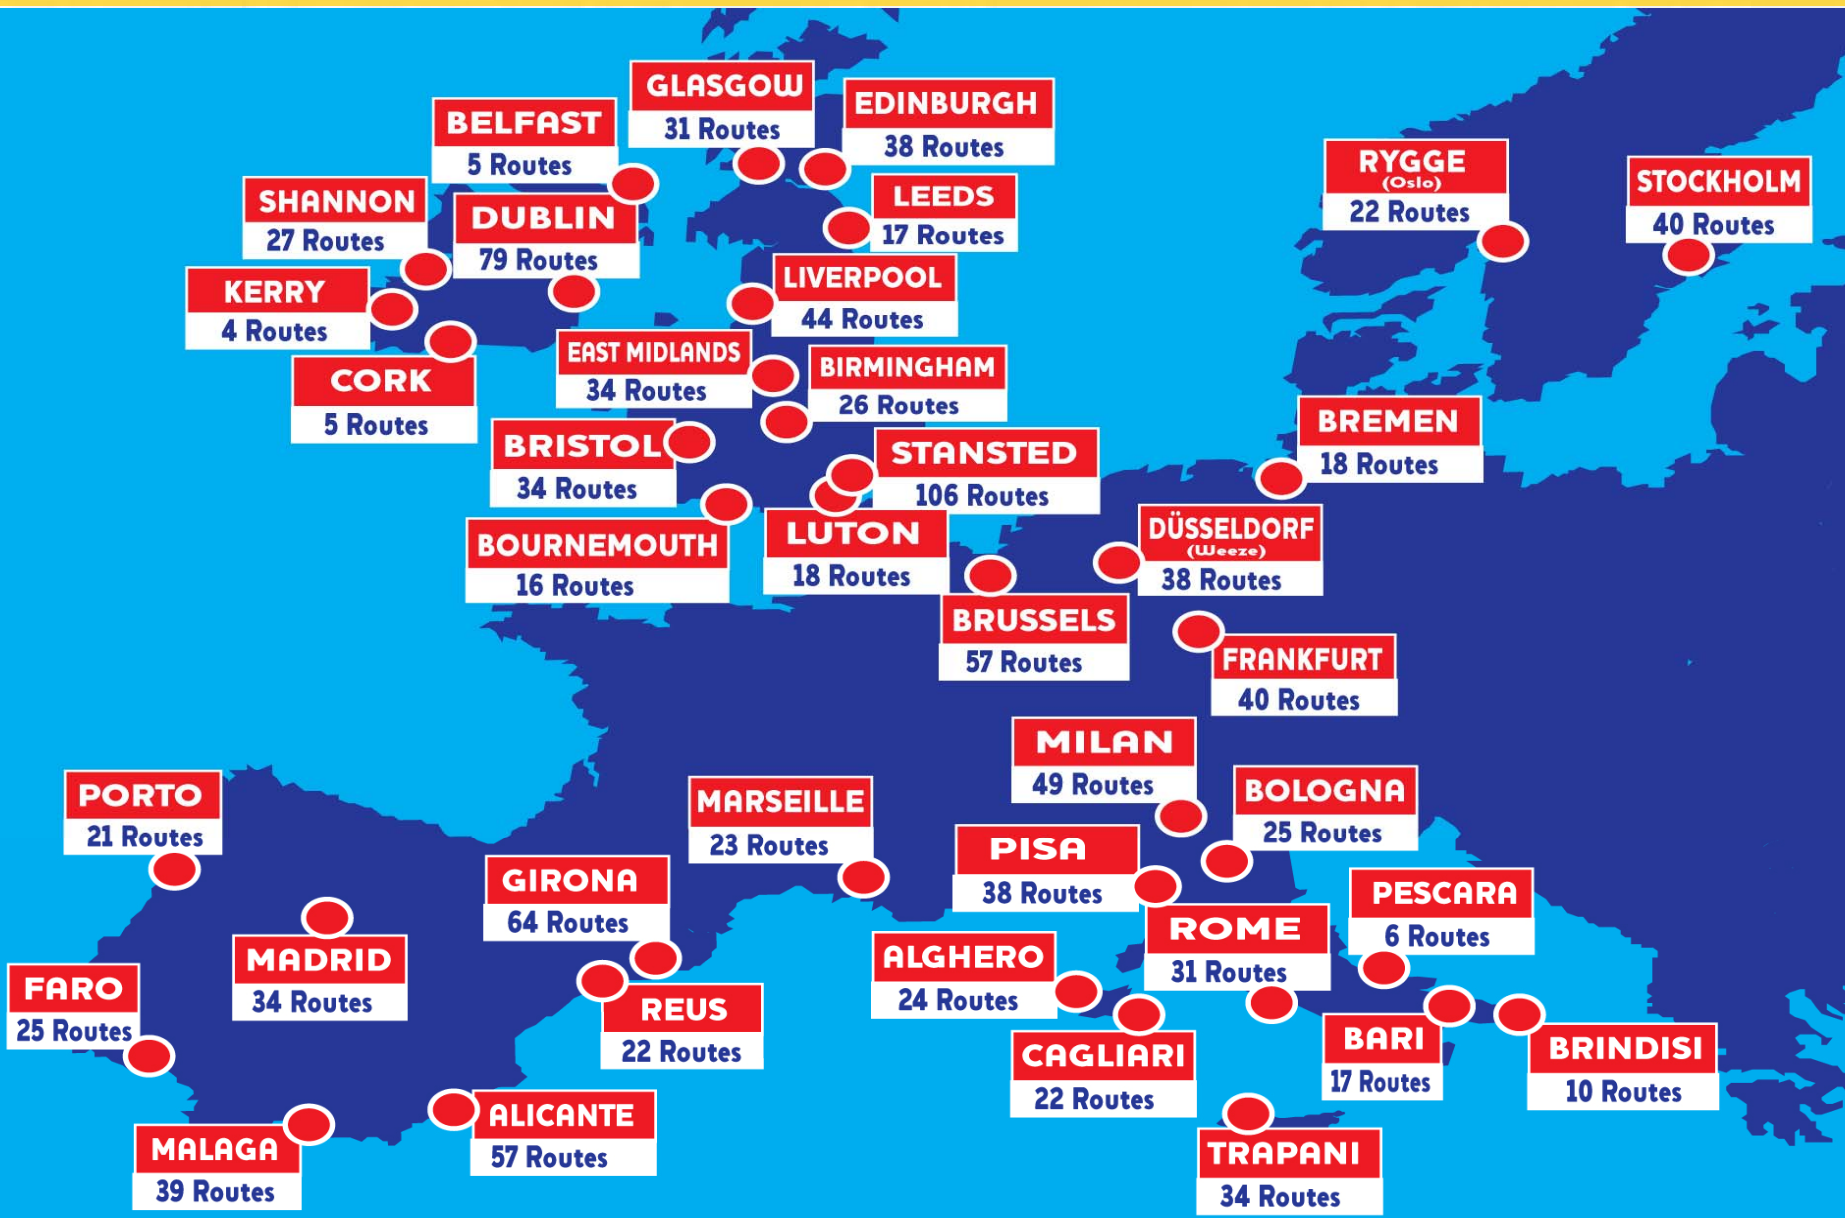 GLASGOW
31 Routes
EDINBURGH
38 Routes
BELFAST
5 Routes
RYGGE
(Oslo)
22 Routes
STOCKHOLM
40 Routes
SHANNON
27 Routes
DUBLIN
79 Routes
LEEDS
17 Routes
KERRY
4 Routes
LIVERPOOL
44 Routes
CORK
5 Routes
EAST MIDLANDS
34 Routes
BIRMINGHAM
26 Routes
BREMEN
18 Routes
BRISTOL
34 Routes
STANSTED
106 Routes
BOURNEMOUTH
16 Routes
LUTON
18 Routes
DÜSSELDORF
(Weeze)
38 Routes
BRUSSELS
57 Routes
FRANKFURT
40 Routes
MILAN
49 Routes
PORTO
21 Routes
MARSEILLE
23 Routes
BOLOGNA
25 Routes
PISA
38 Routes
GIRONA
64 Routes
PESCARA
6 Routes
ROME
31 Routes
MADRID
34 Routes
ALGHERO
24 Routes
FARO
25 Routes
REUS
22 Routes
CAGLIARI
22 Routes
BARI
17 Routes
BRINDISI
10 Routes
ALICANTE
57 Routes
MALAGA
39 Routes
TRAPANI
34 Routes